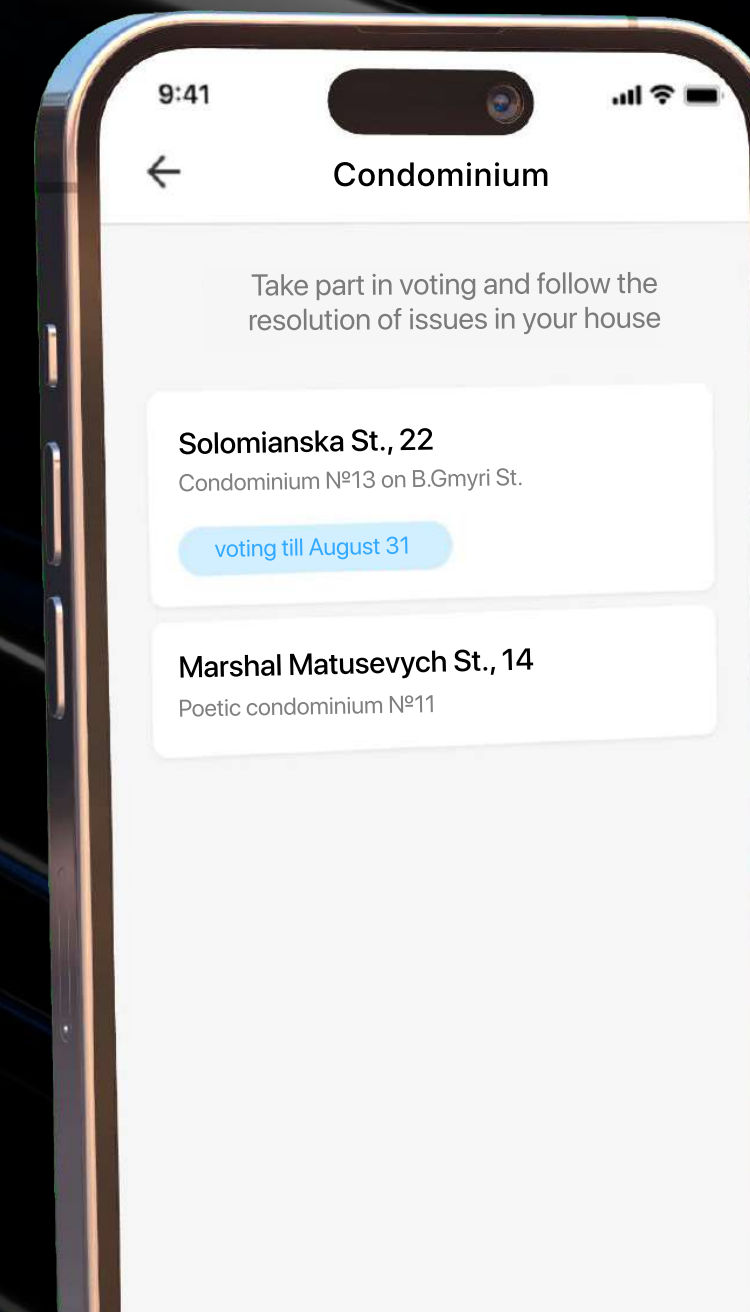 9:41
Condominium
Take part in voting and follow the
resolution of issues in your house
Solomianska St., 22
Condominium №13 on B.Gmyri St.
voting till August 31
Marshal Matusevych St., 14
Poetic condominium №11